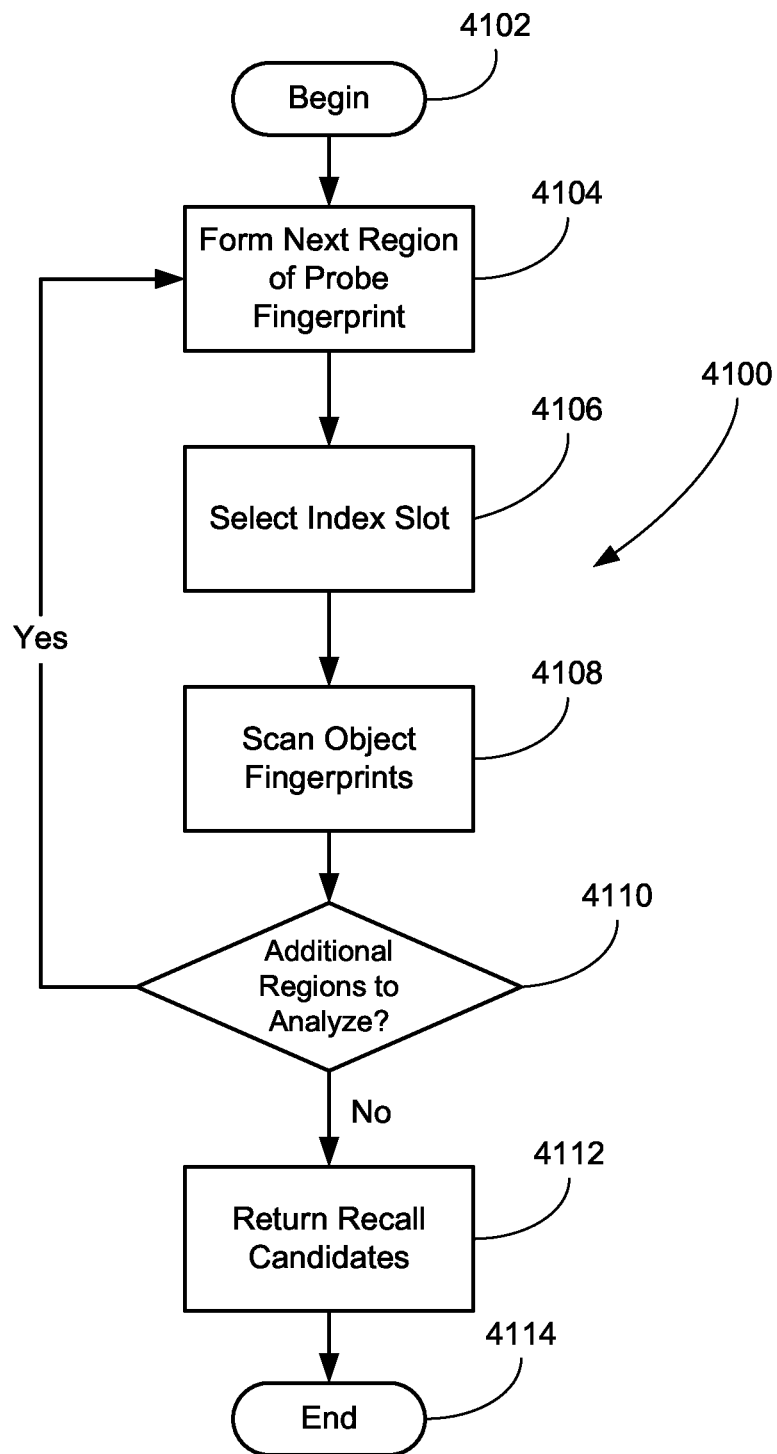 4102
Begin
4104
Form Next Region
of Probe
Fingerprint
4100
4106
Select Index Slot
Yes
4108
Scan Object
Fingerprints
4110
Additional
Regions to
Analyze?
No
4112
Return Recall
Candidates
4114
End